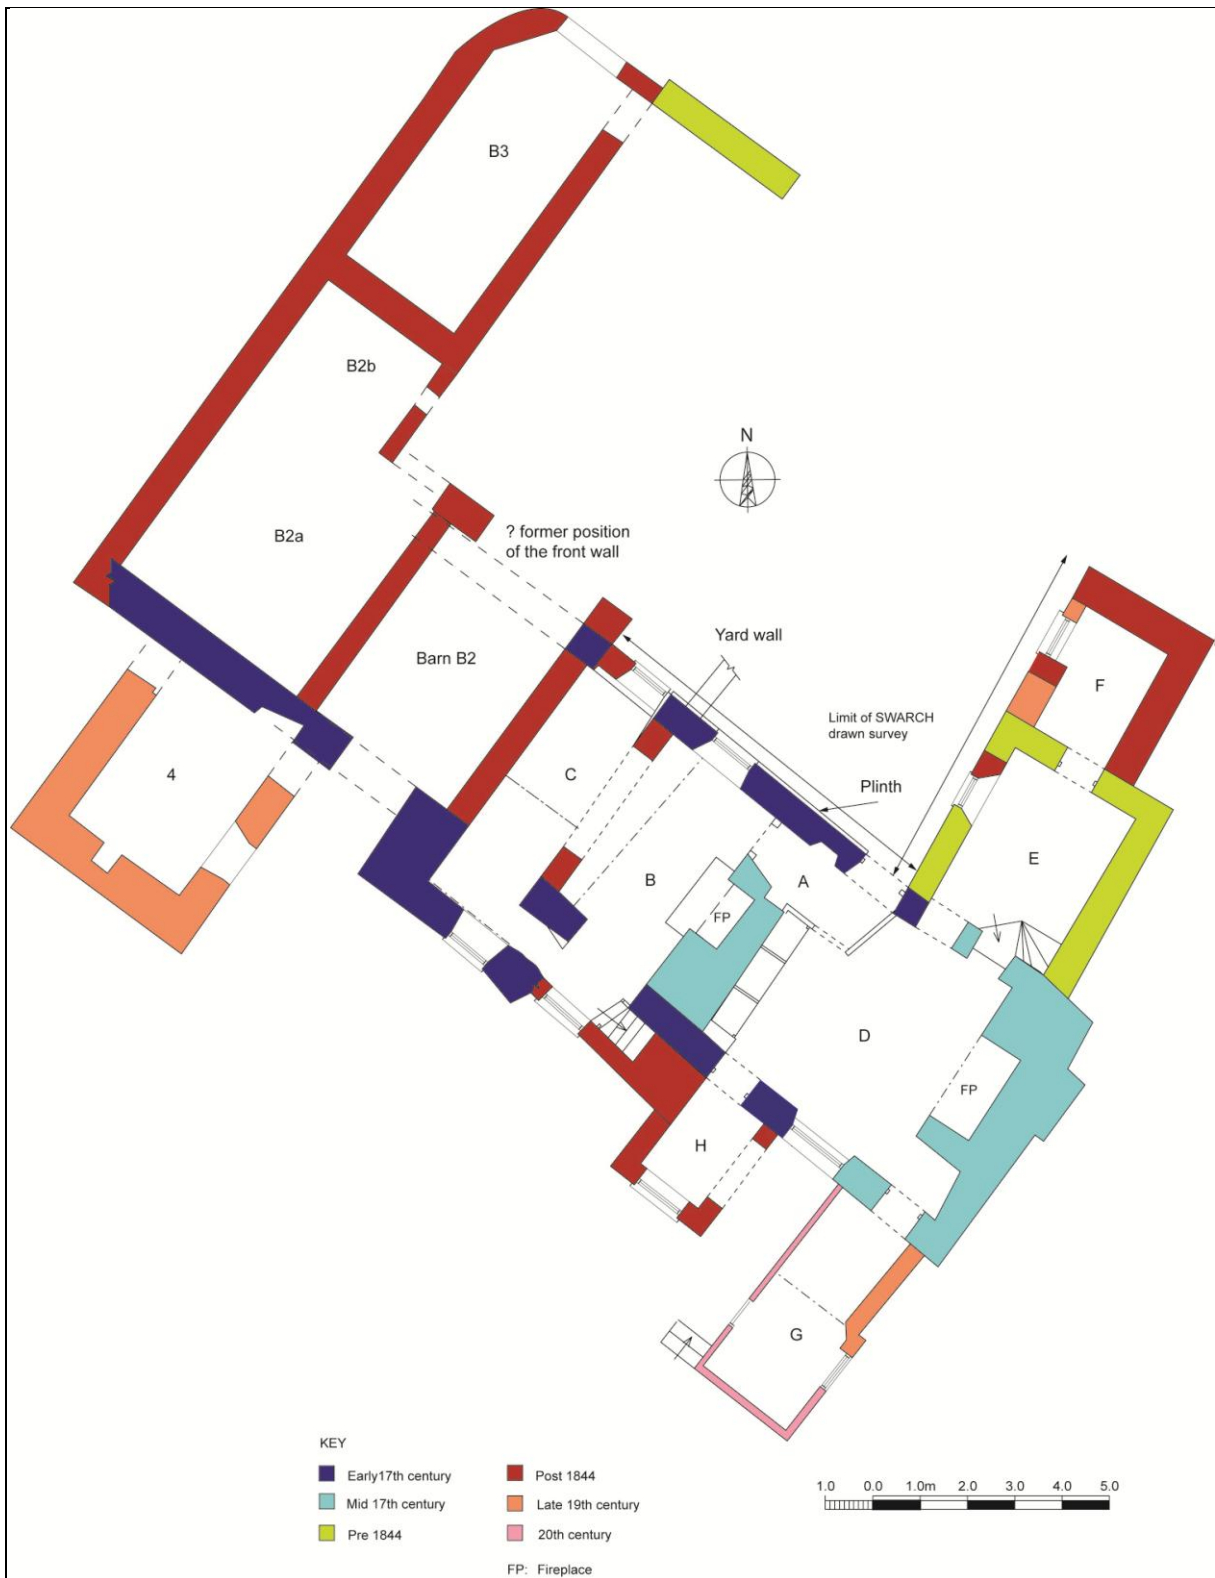 B3
B2b
N
B2a
? former position
of the front wall
Yard wall
Barn B2
F
Limit of SWARCH
drawn survey
4
C
Plinth
E
B
A
FP
D
FP
H
G
KEY
Early17th century
Post 1844
Mid 17th century
Late 19th century
Pre 1844
20th century
FP: Fireplace
1.0 0.0 1.0m 2.0 3.0 4.0 5.0